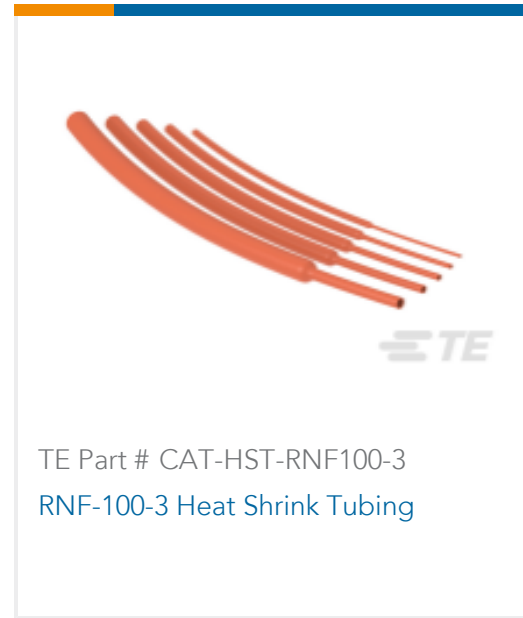 TE
TE Part # CAT-HST-RNF100-3
RNF-100-3 Heat Shrink Tubing